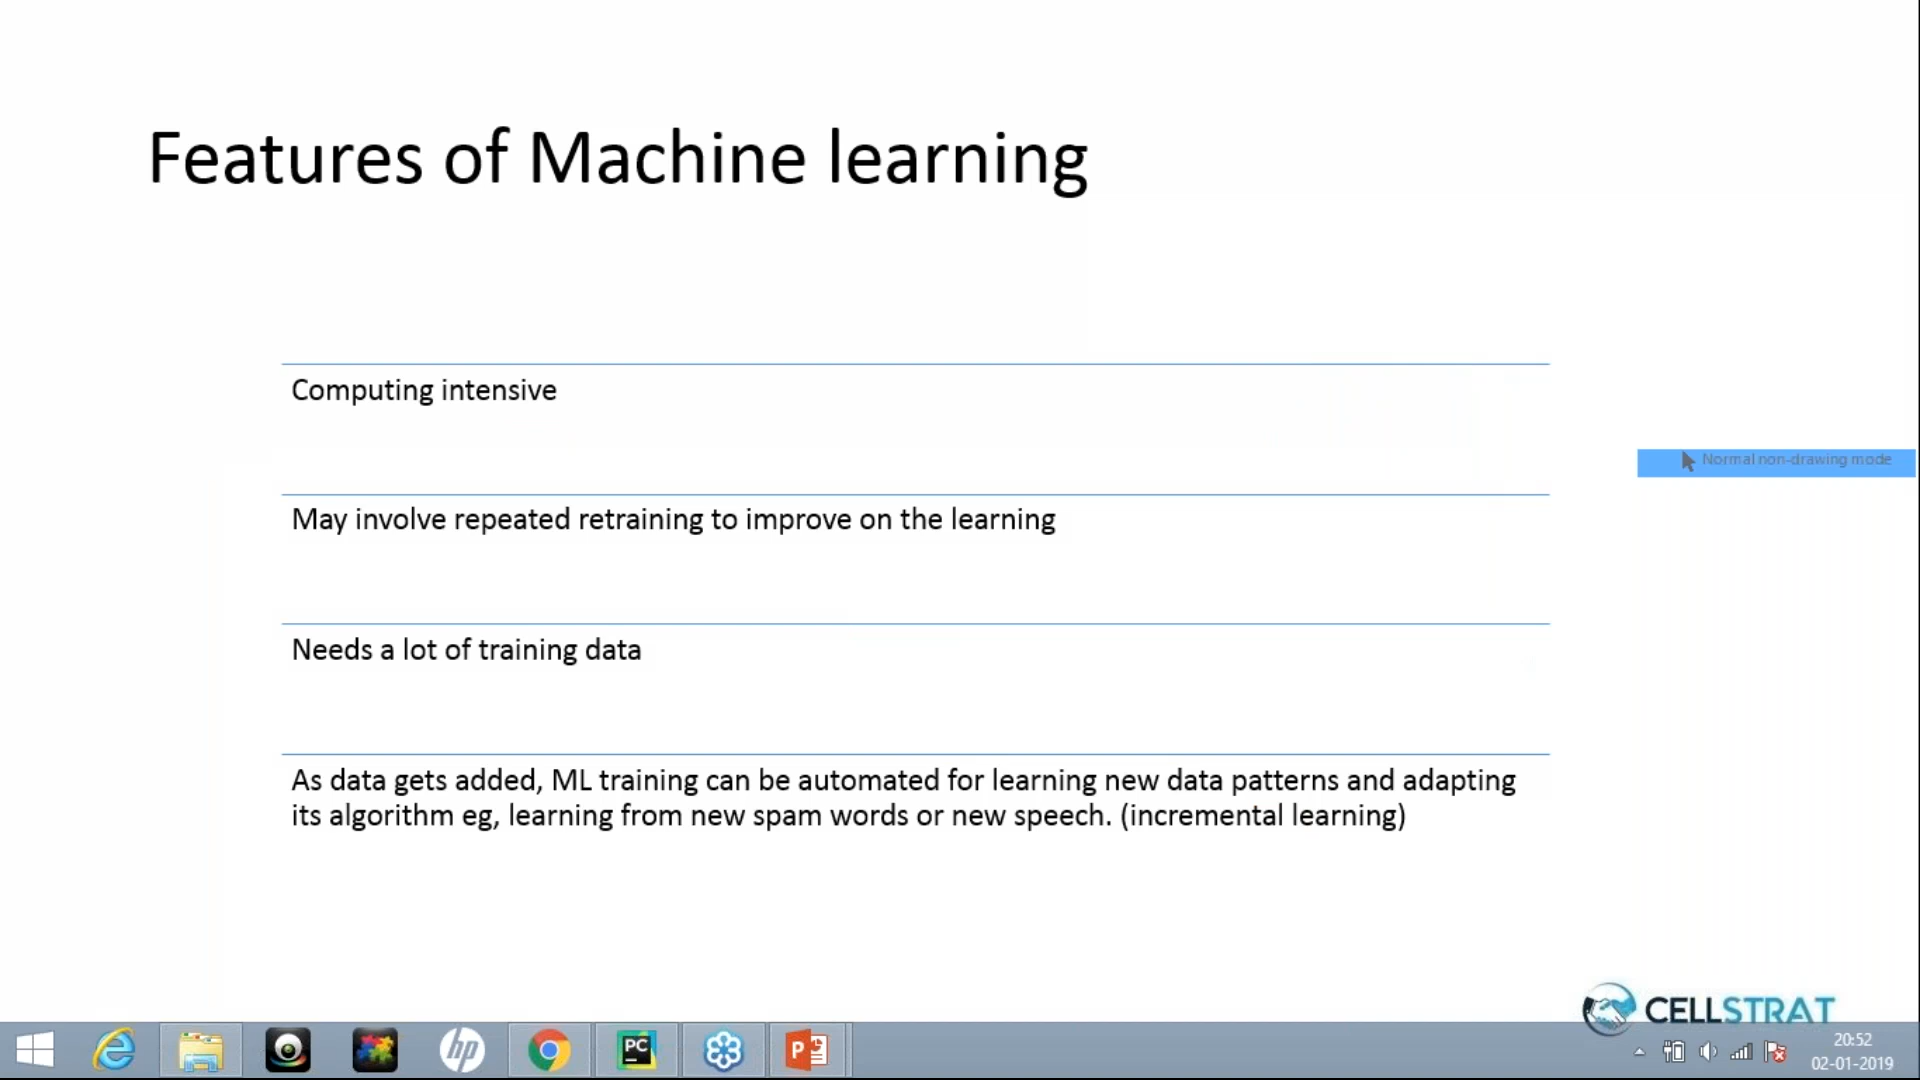 Features of Machine learning
Computing intensive
Normal non-drawing mode
May involve repeated retraining to improve on the learning
Needs a lot of training data
As data gets added, ML training can be automated for learning new data patterns and adapting
its algorithm eg, learning from new spam words or new speech. (incremental learning)
CELLSTRAT
hp
PC
P
20:52
02-01-2019